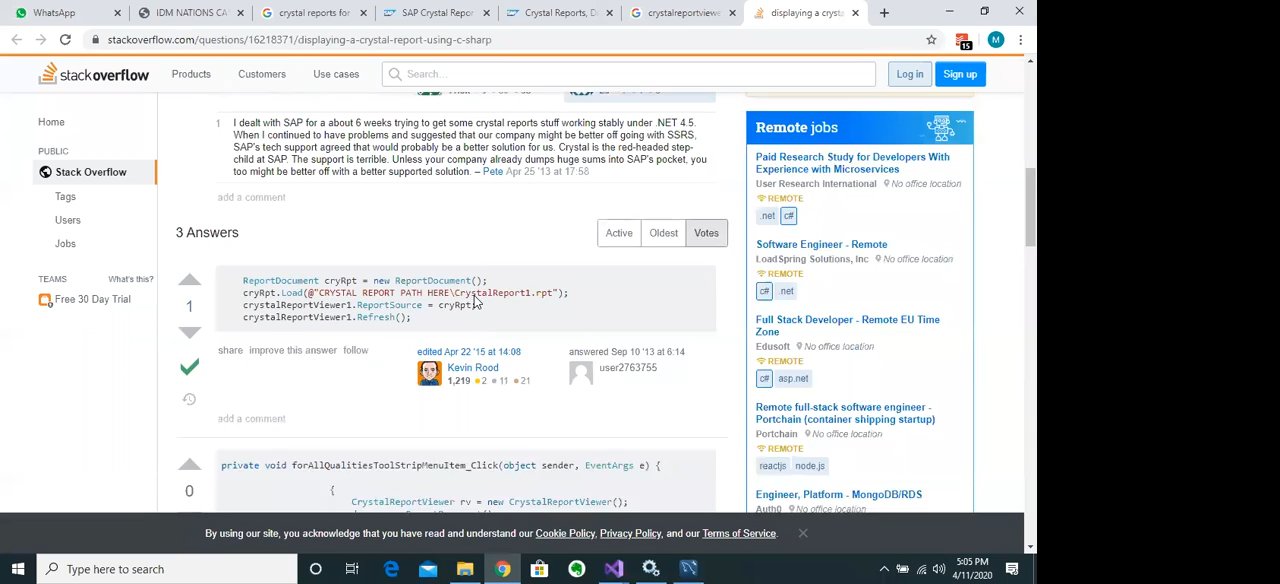 WhatsApp
IDM NATIONS CA
crystal reports for
SAP Crystal Repor
Crystal Reports, D
crystalreportviewe
displaying a cryst
stackoverflow.com/questions/16218371/displaying-a-crystal-report-using-c-sharp
15
M
stackoverflow
Products
Customers
Use cases
Search...
Log in
Sign up
Home
PUBLIC
Stack Overflow
Tags
Users
Jobs
TEAMS
What's this?
Free 30 Day Trial
1
I dealt with SAP for a about 6 weeks trying to get some crystal reports stuff working stably under .NET 4.5.
When I continued to have problems and suggested that our company might be better off going with SSRS,
SAP's tech support agreed that would probably be a better solution for us. Crystal is the red-headed step-
child at SAP. The support is terrible. Unless your company already dumps huge sums into SAP's pocket, you
too might be better off with a better supported solution. – Pete Apr 25 '13 at 17:58
add a comment
3 Answers
Active
Oldest
Votes
1
ReportDocument cryRpt = new ReportDocument();
cryRpt.Load(@"CRYSTAL REPORT PATH HERE\CrystalReport1.rpt");
crystalReportViewer1.ReportSource = cryRpt;
crystalReportViewer1.Refresh();
share improve this answer follow
edited Apr 22 '15 at 14:08
Kevin Rood
1,219 2 11 21
answered Sep 10 '13 at 6:14
user2763755
add a comment
0
private void forAllQualitiesToolStripMenuItem_Click(object sender, EventArgs e) {
{
CrystalReportViewer rv = new CrystalReportViewer();
Remote jobs
Paid Research Study for Developers With
Experience with Microservices
User Research International No office location
REMOTE
.net c#
Software Engineer - Remote
LoadSpring Solutions, Inc No office location
REMOTE
c# .net
Full Stack Developer - Remote EU Time
Zone
Edusoft No office location
REMOTE
c# asp.net
Remote full-stack software engineer -
Portchain (container shipping startup)
Portchain No office location
REMOTE
reactjs node.js
Engineer, Platform - MongoDB/RDS
Auth0 No office location
By using our site, you acknowledge that you have read and understand our Cookie Policy, Privacy Policy, and our Terms of Service.
Type here to search
5:05 PM
4/11/2020